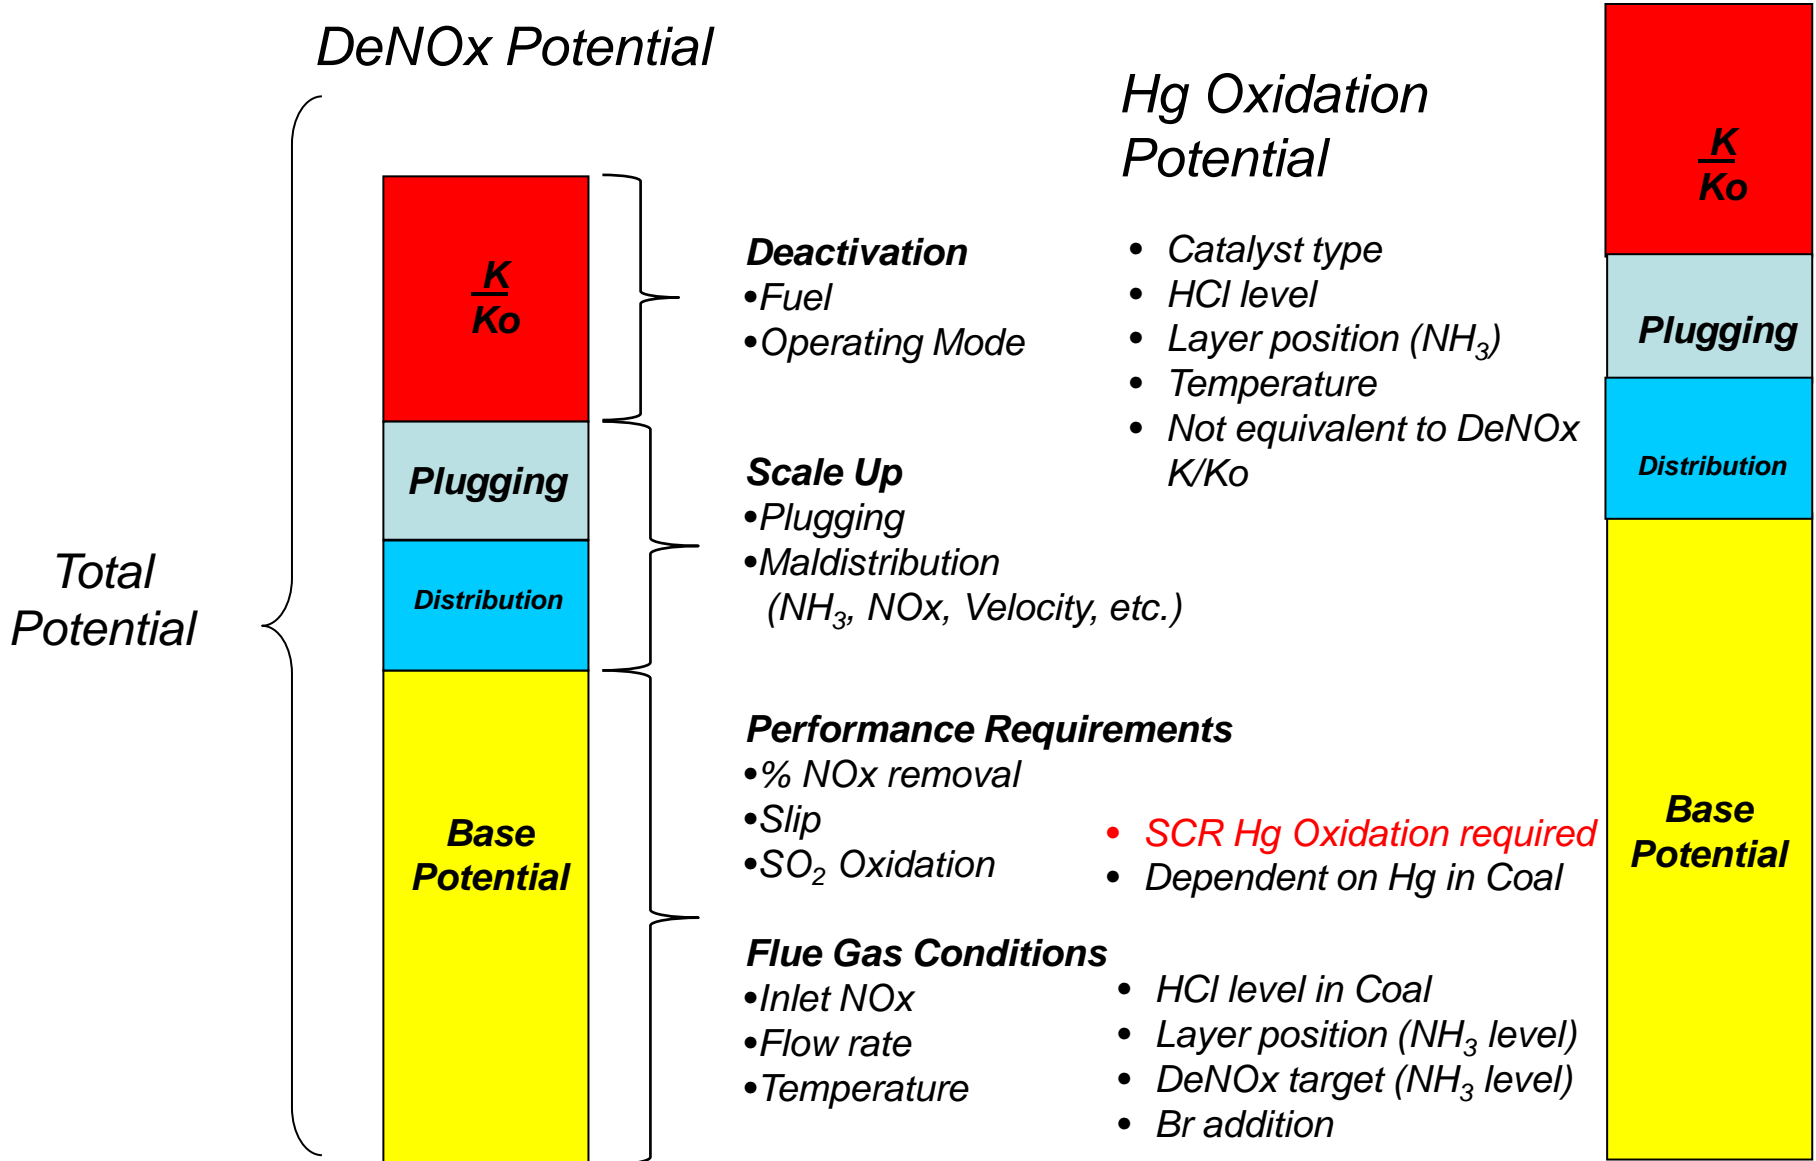 DeNOx Potential
Total
Potential
K
Ko
Plugging
Distribution
Base
Potential
Deactivation
•Fuel
•Operating Mode
Scale Up
•Plugging
•Maldistribution
(NH3, NOx, Velocity, etc.)
Performance Requirements
•% NOx removal
•Slip
•SO2 Oxidation
Flue Gas Conditions
•Inlet NOx
•Flow rate
•Temperature
Hg Oxidation
Potential
• Catalyst type
• HCl level
• Layer position (NH3)
• Temperature
• Not equivalent to DeNOx
K/Ko
• SCR Hg Oxidation required
• Dependent on Hg in Coal
• HCl level in Coal
• Layer position (NH3 level)
• DeNOx target (NH3 level)
• Br addition
K
Ko
Plugging
Distribution
Base
Potential